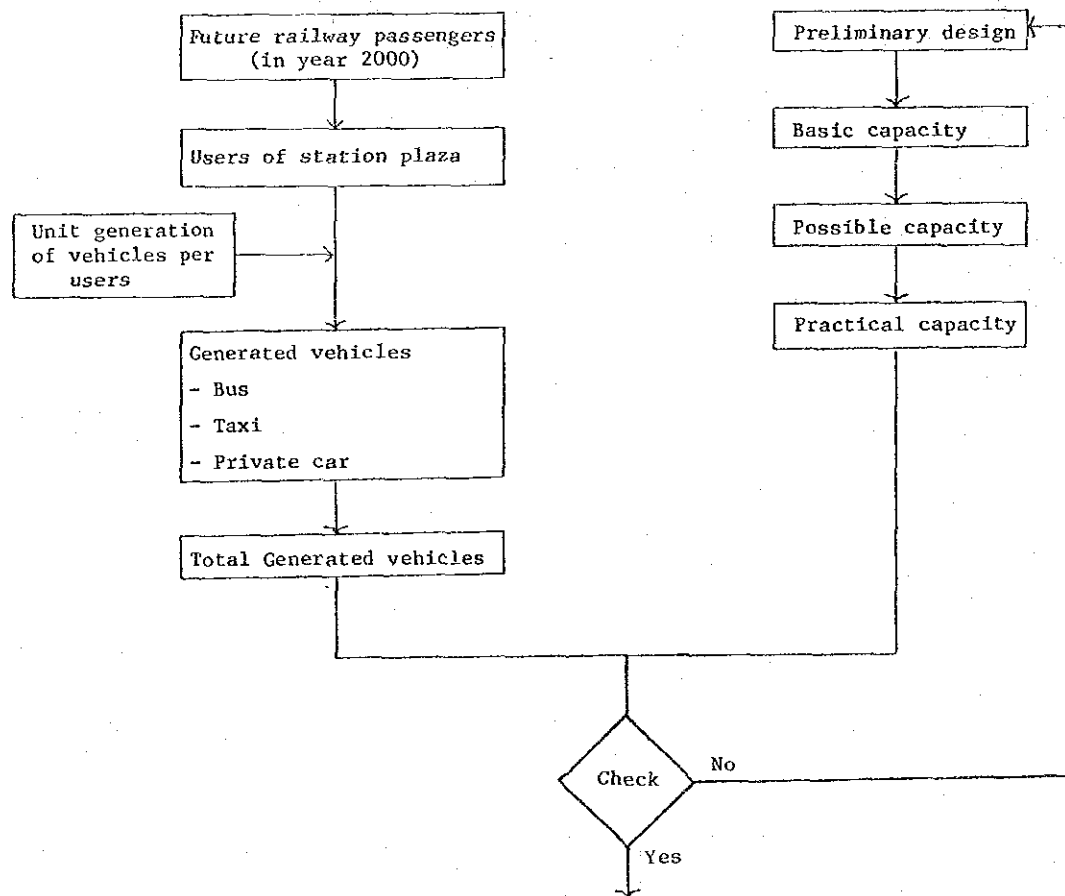 Future railway passengers
(in year 2000)
Users of station plaza
Unit generation
of vehicles per
users
Generated vehicles
- Bus
- Taxi
- Private car
Total Generated vehicles
Preliminary design
Basic capacity
Possible capacity
Practical capacity
Check
No
Yes